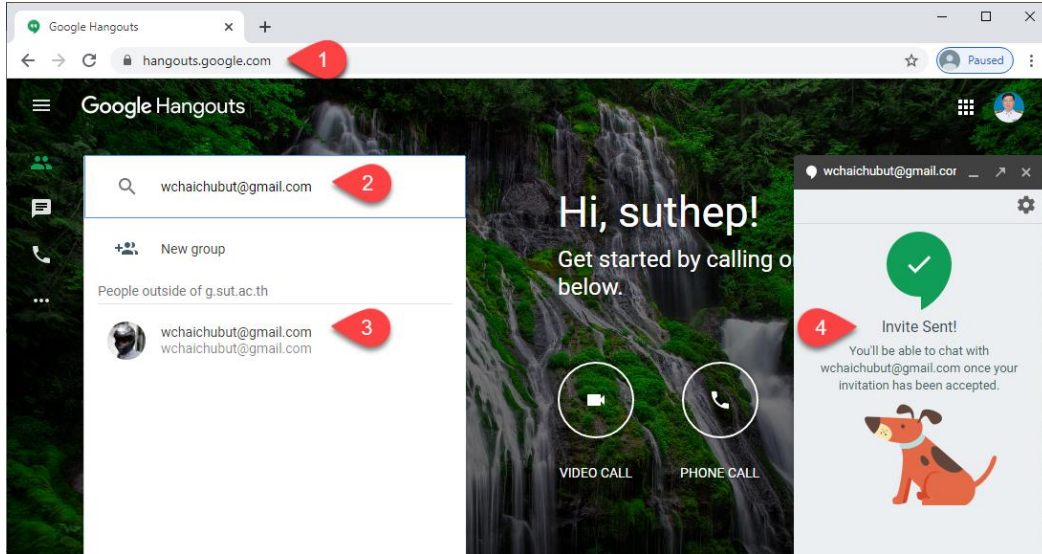 Google Hangouts
hangouts.google.com
1
Paused
Google Hangouts
wchaichubut@gmail.com
2
New group
People outside of g.sut.ac.th
wchaichubut@gmail.com
wchaichubut@gmail.com
3
Hi, suthep!
Get started by calling o
below.
VIDEO CALL
PHONE CALL
wchaichubut@gmail.cor
4
Invite Sent!
You'll be able to chat with
wchaichubut@gmail.com once your
invitation has been accepted.